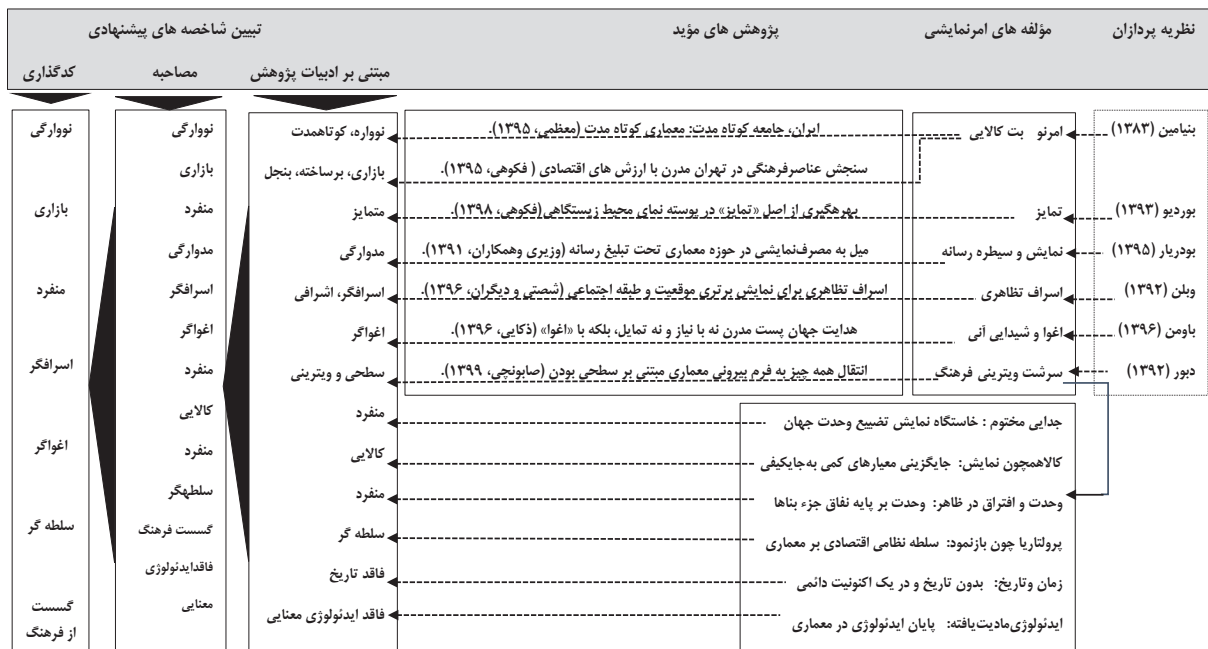 نظریه پردازان
مؤلفه های امرنمایشی
پژوهش های مؤید
تبیین شاخصه های پیشنهادی
مبتنی بر ادبیات پژوهش
مصاحبه
کدگذاری
بنیامین (۱۳۸۳)
امرنو بت کالایی
ایران، جامعه کوتاه مدت: معماری کوتاه مدت (معظمی، ۱۳۹۵).
نوواره، کوتاهمدت
نووارگی
نووارگی
سنجش عناصرفرهنگی در تهران مدرن با ارزش های اقتصادی ( فکوهی، ۱۳۹۵).
بازاری، برساخته، بنجل
بازاری
بوردیو (۱۳۹۳)
تمایز
بهرهگیری از اصل «تمایز» در پوسته نمای محیط زیستگاهی(فکوهی، ۱۳۹۸).
متمایز
منفرد
بازاری
بودریار (۱۳۹۵)
نمایش و سیطره رسانه
میل به مصرف‌نمایشی در حوزه معماری تحت تبلیغ رسانه (وزیری وهمکاران، ۱۳۹۱).
مدوارگی
مدوارگی
وبلن (۱۳۹۲)
اسراف تظاهری
اسراف تظاهری برای نمایش برتری موقعیت و طبقه اجتماعی (شصتی و دیگران، ۱۳۹۶).
اسرافگر، اشرافی
اسرافگر
منفرد
باومن (۱۳۹۶)
اغوا و شیدایی آنی
هدایت جهان پست مدرن نه با نیاز و نه تمایل، بلکه با «اغوا» (ذکایی، ۱۳۹۶).
اغواگر
اغواگر
دبور (۱۳۹۲)
سرشت ویترینی فرهنگ
انتقال همه چیز به فرم بیرونی معماری مبتنی بر سطحی بودن (صابونچی، ۱۳۹۹).
سطحی و ویترینی
منفرد
اسرافگر
جدایی مختوم : خاستگاه نمایش تضییع وحدت جهان
منفرد
کالایی
کالاهمچون نمایش: جایگزینی معیارهای کمی به‌جایکیفی
کالایی
منفرد
اغواگر
وحدت و افتراق در ظاهر: وحدت بر پایه نفاق جزء بناها
منفرد
سلطهگر
پرولتاریا چون بازنمود: سلطه نظامی اقتصادی بر معماری
سلطه گر
گسست فرهنگ
سلطه گر
زمان وتاریخ: بدون تاریخ و در یک اکنونیت دائمی
فاقد تاریخ
فاقدایدئولوژی
ایدئولوژی‌مادیت‌یافته: پایان ایدئولوژی در معماری
فاقد ایدئولوژی معنایی
معنایی
گسست
از فرهنگ